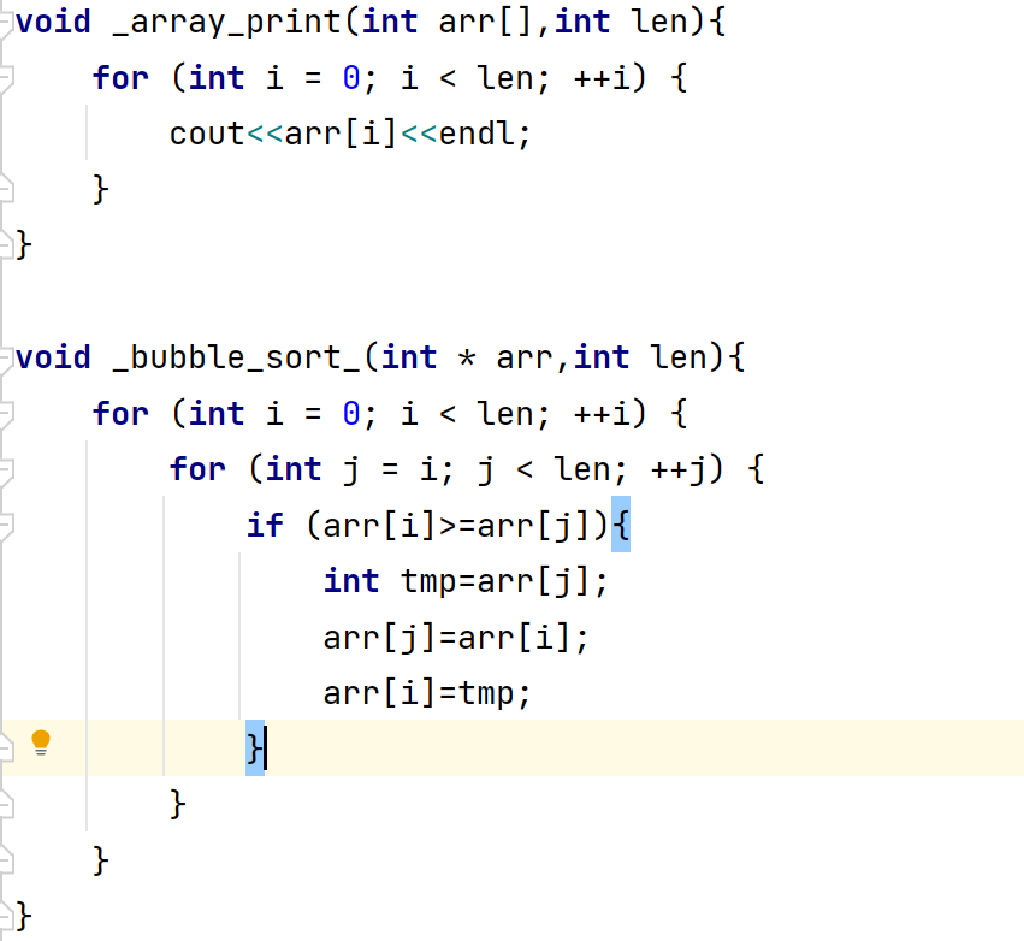 void _array_print(int arr[],int len){
    for (int i = 0; i < len; ++i) {
        cout<<arr[i]<<endl;
    }
}

void _bubble_sort_(int * arr,int len){
    for (int i = 0; i < len; ++i) {
        for (int j = i; j < len; ++j) {
            if (arr[i]>=arr[j]){
                int tmp=arr[j];
                arr[j]=arr[i];
                arr[i]=tmp;
            }
        }
    }
}